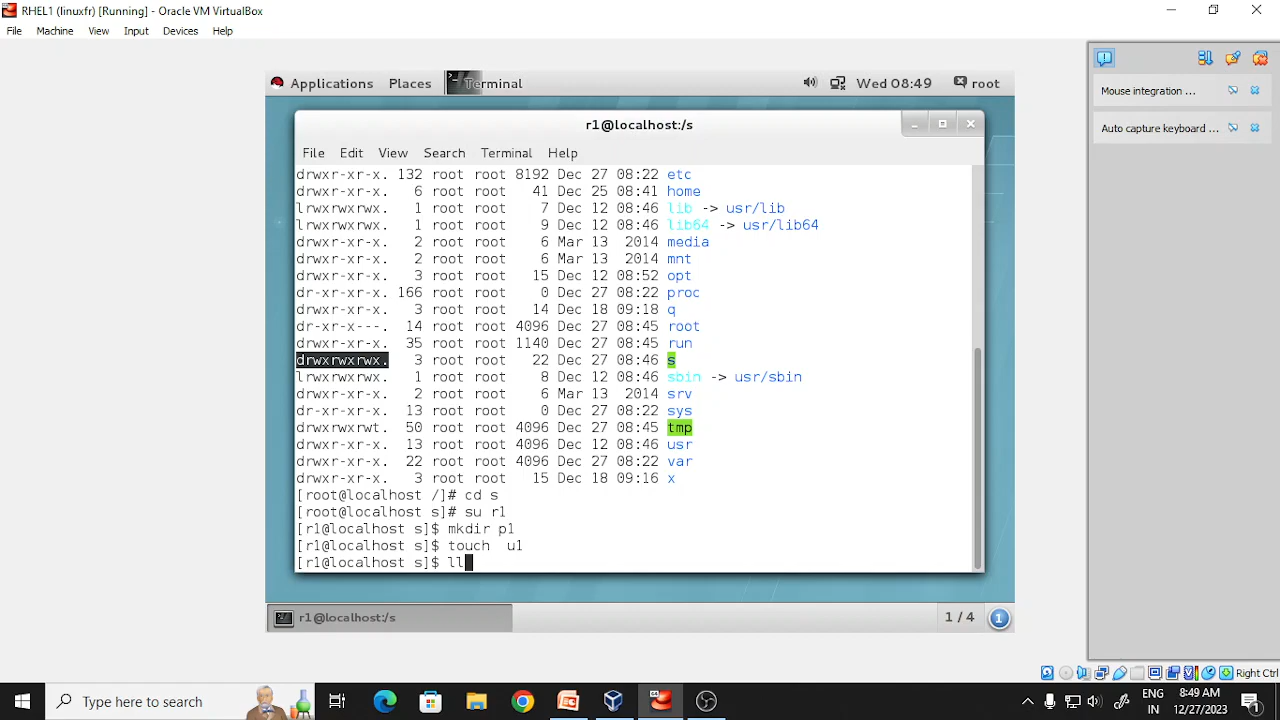 RHEL1 (linuxfr) [Running] - Oracle VM VirtualBox
File Machine View Input Devices Help
Mouse integration ...
Auto capture keyboard ...
Applications Places Terminal Wed 08:49 root
r1@localhost:/s
File Edit View Search Terminal Help
drwxr-xr-x. 132 root root 8192 Dec 27 08:22 etc
drwxr-xr-x. 6 root root 41 Dec 25 08:41 home
lrwxrwxrwx. 1 root root 7 Dec 12 08:46 lib -> usr/lib
lrwxrwxrwx. 1 root root 9 Dec 12 08:46 lib64 -> usr/lib64
drwxr-xr-x. 2 root root 6 Mar 13 2014 media
drwxr-xr-x. 2 root root 6 Mar 13 2014 mnt
drwxr-xr-x. 3 root root 15 Dec 12 08:52 opt
dr-xr-xr-x. 166 root root 0 Dec 27 08:22 proc
drwxr-xr-x. 3 root root 14 Dec 18 09:18 q
dr-xr-x---. 14 root root 4096 Dec 27 08:45 root
drwxr-xr-x. 35 root root 1140 Dec 27 08:45 run
drwxrwxrwx. 3 root root 22 Dec 27 08:46 s
lrwxrwxrwx. 1 root root 8 Dec 12 08:46 sbin -> usr/sbin
drwxr-xr-x. 2 root root 6 Mar 13 2014 srv
dr-xr-xr-x. 13 root root 0 Dec 27 08:22 sys
drwxrwxrwt. 50 root root 4096 Dec 27 08:45 tmp
drwxr-xr-x. 13 root root 4096 Dec 12 08:46 usr
drwxr-xr-x. 22 root root 4096 Dec 27 08:22 var
drwxr-xr-x. 3 root root 15 Dec 18 09:16 x
[root@localhost /]# cd s
[root@localhost s]# su r1
[r1@localhost s]$ mkdir p1
[r1@localhost s]$ touch  u1
[r1@localhost s]$ ll
r1@localhost:/s
1 / 4 1
Right Ctrl
Type here to search
ENG 8:49 AM
IN 12/27/2023